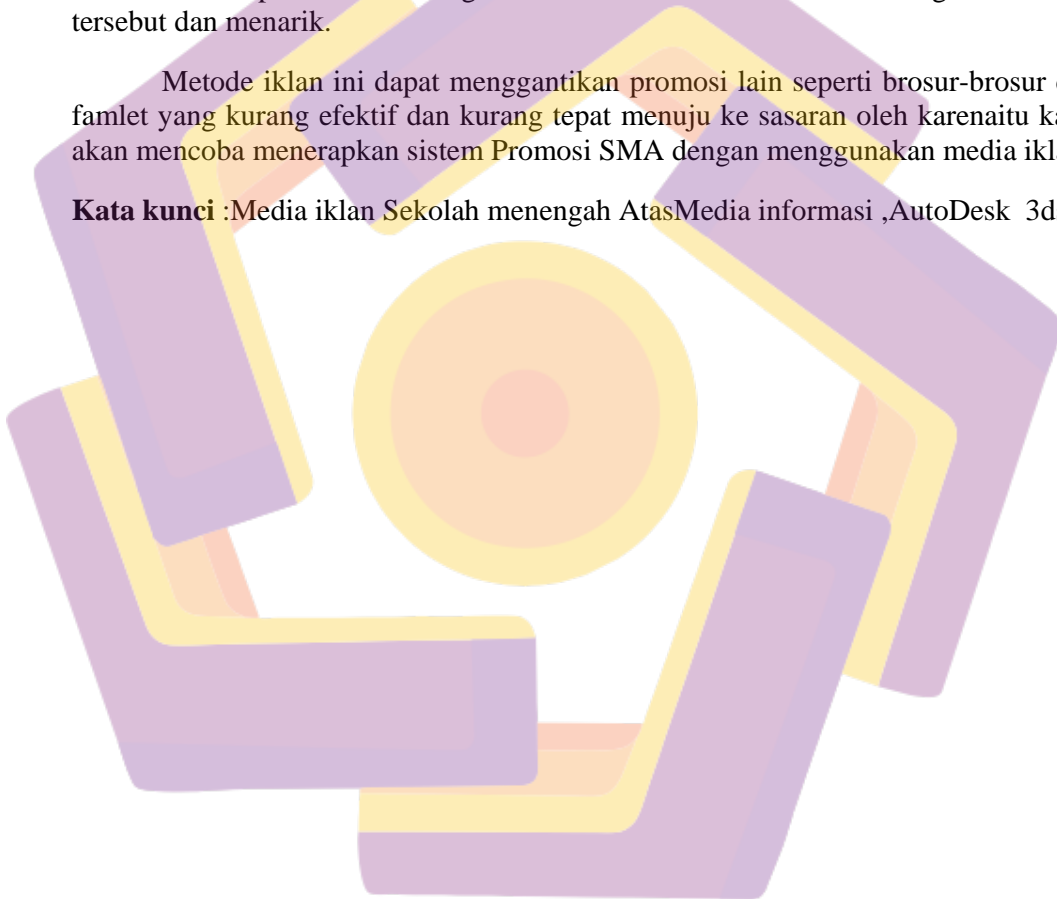 tersebut dan menarik.
Metode iklan ini dapat menggantikan promosi lain seperti brosur-brosur
famlet yang kurang efektif dan kurang tepat menuju ke sasaran oleh karenaitu
akan mencoba menerapkan sistem Promosi SMA dengan menggunakan media
Kata kunci :Media iklan Sekolah menengah AtasMedia informasi ,AutoDesk